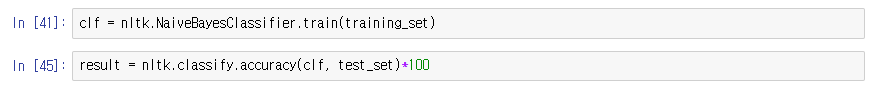 In [41]: clf = nltk.NaiveBayesClassifier.train(training_set)
In [45]: result = nltk.classify.accuracy(clf, test_set)*100